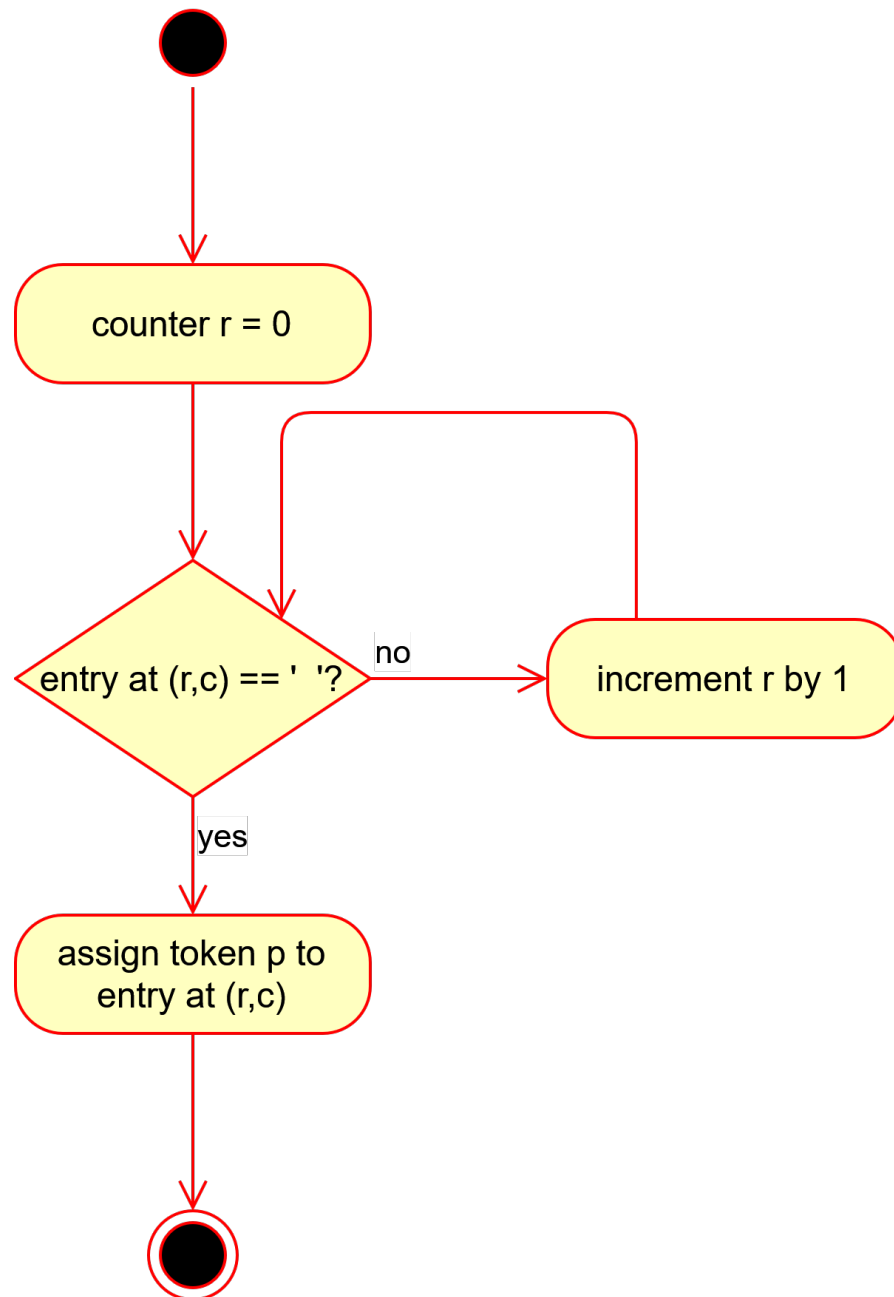 counter r = 0
entry at (r,c) == '  '?
no
increment r by 1
yes
assign token p to
entry at (r,c)